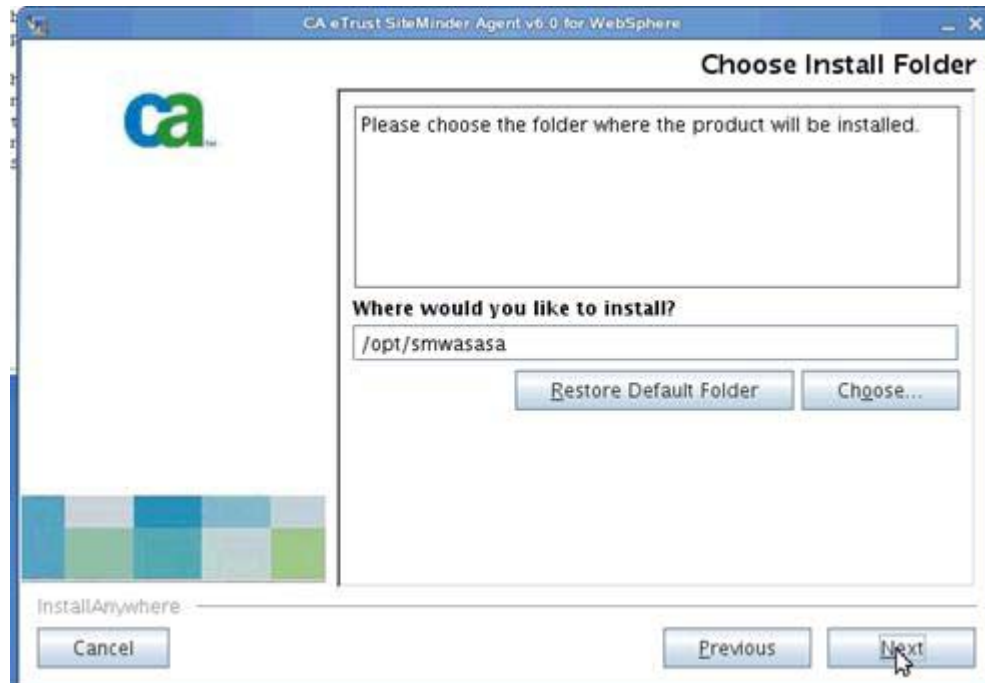 CA eTrust SiteMinder Agent v6.0 for WebSphere
Choose Install Folder
ca
Please choose the folder where the product will be installed.
Where would you like to install?
/opt/smwasasa
Restore Default Folder
Choose...
InstallAnywhere
Cancel
Previous
Next